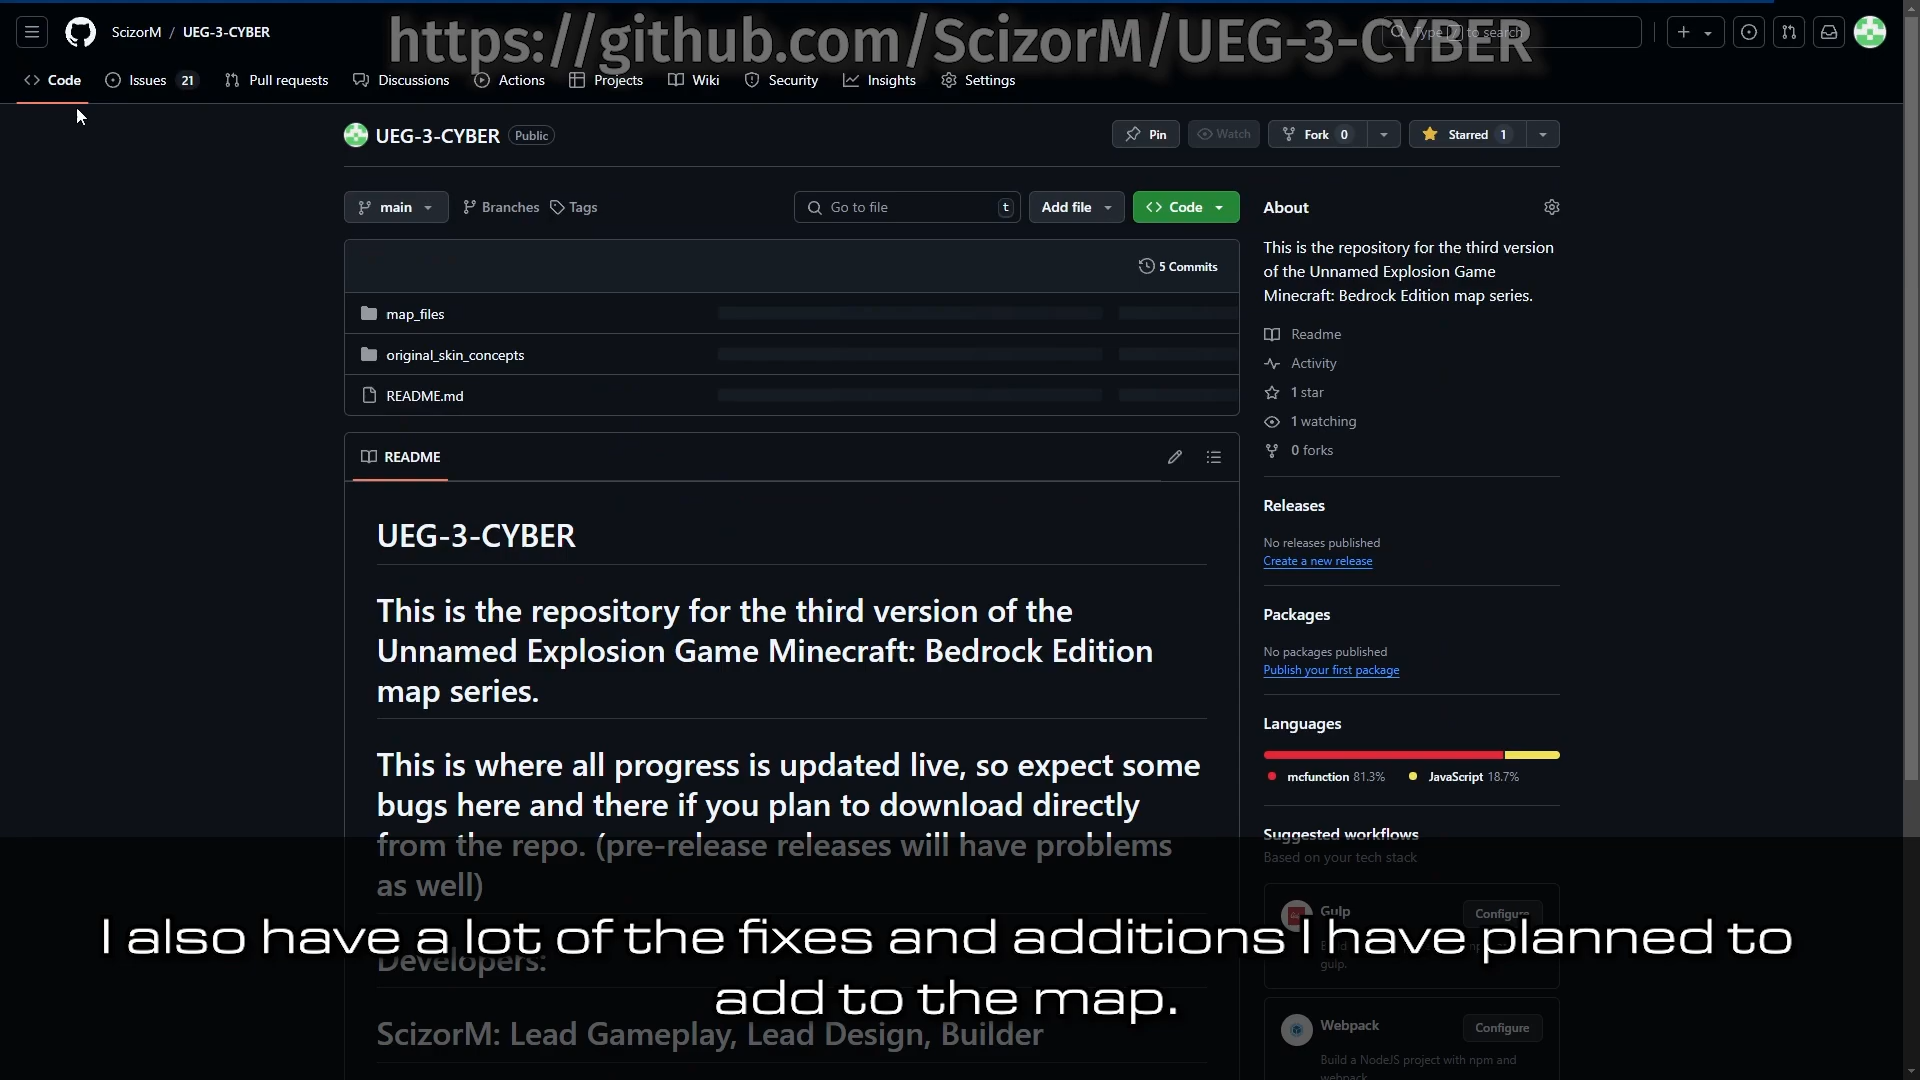 https://github.com/ScizorM/UEG-3-CYBER
ScizorM / UEG-3-CYBER
Type / to search
Code
Issues 21
Pull requests
Discussions
Actions
Projects
Wiki
Security
Insights
Settings
UEG-3-CYBER Public
Pin
Watch
Fork 0
Starred 1
main
Branches
Tags
Go to file t
Add file
Code
5 Commits
map_files
original_skin_concepts
README.md
README
UEG-3-CYBER
This is the repository for the third version of the
Unnamed Explosion Game Minecraft: Bedrock Edition
map series.
This is where all progress is updated live, so expect some
bugs here and there if you plan to download directly
from the repo. (pre-release releases will have problems
as well)
Developers:
ScizorM: Lead Gameplay, Lead Design, Builder
About
This is the repository for the third version
of the Unnamed Explosion Game
Minecraft: Bedrock Edition map series.
Readme
Activity
1 star
1 watching
0 forks
Releases
No releases published
Create a new release
Packages
No packages published
Publish your first package
Languages
mcfunction 81.3%
JavaScript 18.7%
Suggested workflows
Based on your tech stack
Gulp
Configure
gulp.
Webpack
Configure
Build a NodeJS project with npm and
webpack.
I also have a lot of the fixes and additions I have planned to
add to the map.